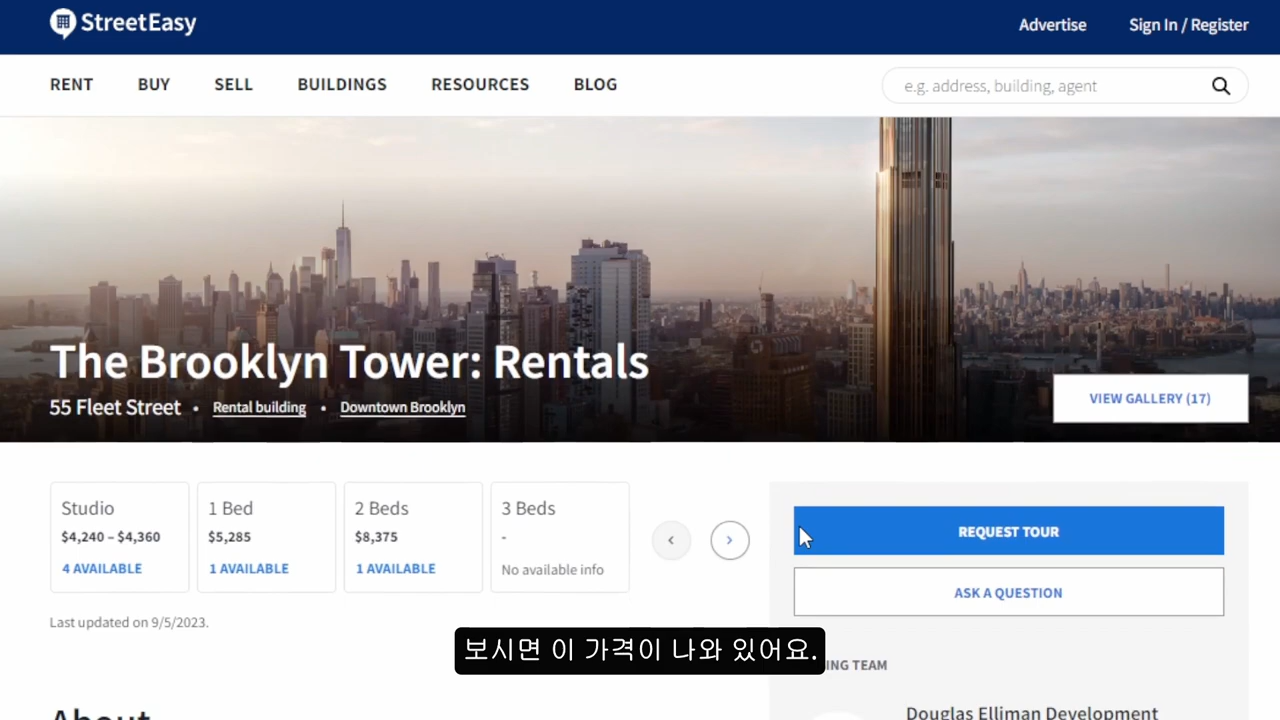 StreetEasy
Advertise
Sign In / Register
RENT
BUY
SELL
BUILDINGS
RESOURCES
BLOG
e.g. address, building, agent
The Brooklyn Tower: Rentals
55 Fleet Street • Rental building • Downtown Brooklyn
VIEW GALLERY (17)
Studio
$4,240 – $4,360
4 AVAILABLE
1 Bed
$5,285
1 AVAILABLE
2 Beds
$8,375
1 AVAILABLE
3 Beds
-
No available info
REQUEST TOUR
ASK A QUESTION
Last updated on 9/5/2023.
보시면 이 가격이 나와 있어요.
TEAM
About
Douglas Elliman Development